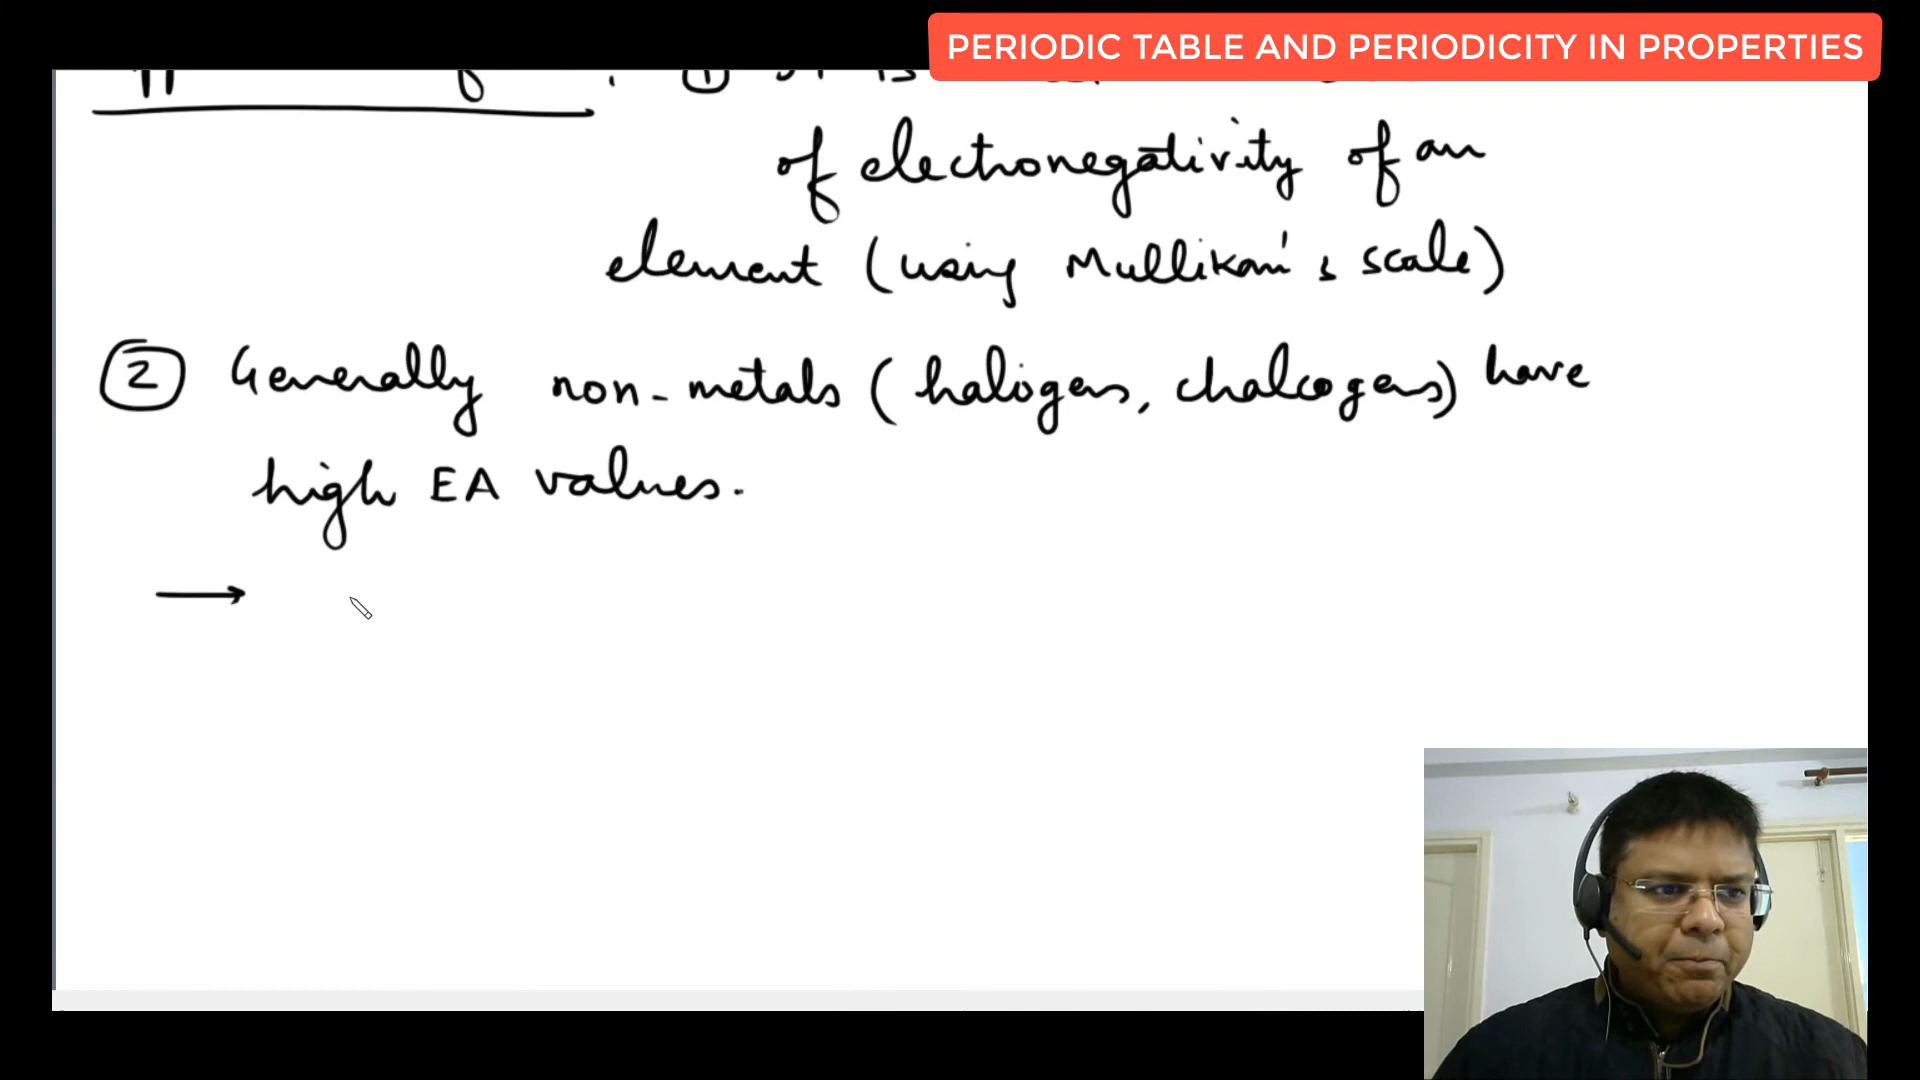 PERIODIC TABLE AND PERIODICITY IN PROPERTIES
①
of electronegativity of an
element (using Mullikan's scale)
② Generally non-metals (halogens, chalcogens) have
high EA values.
→